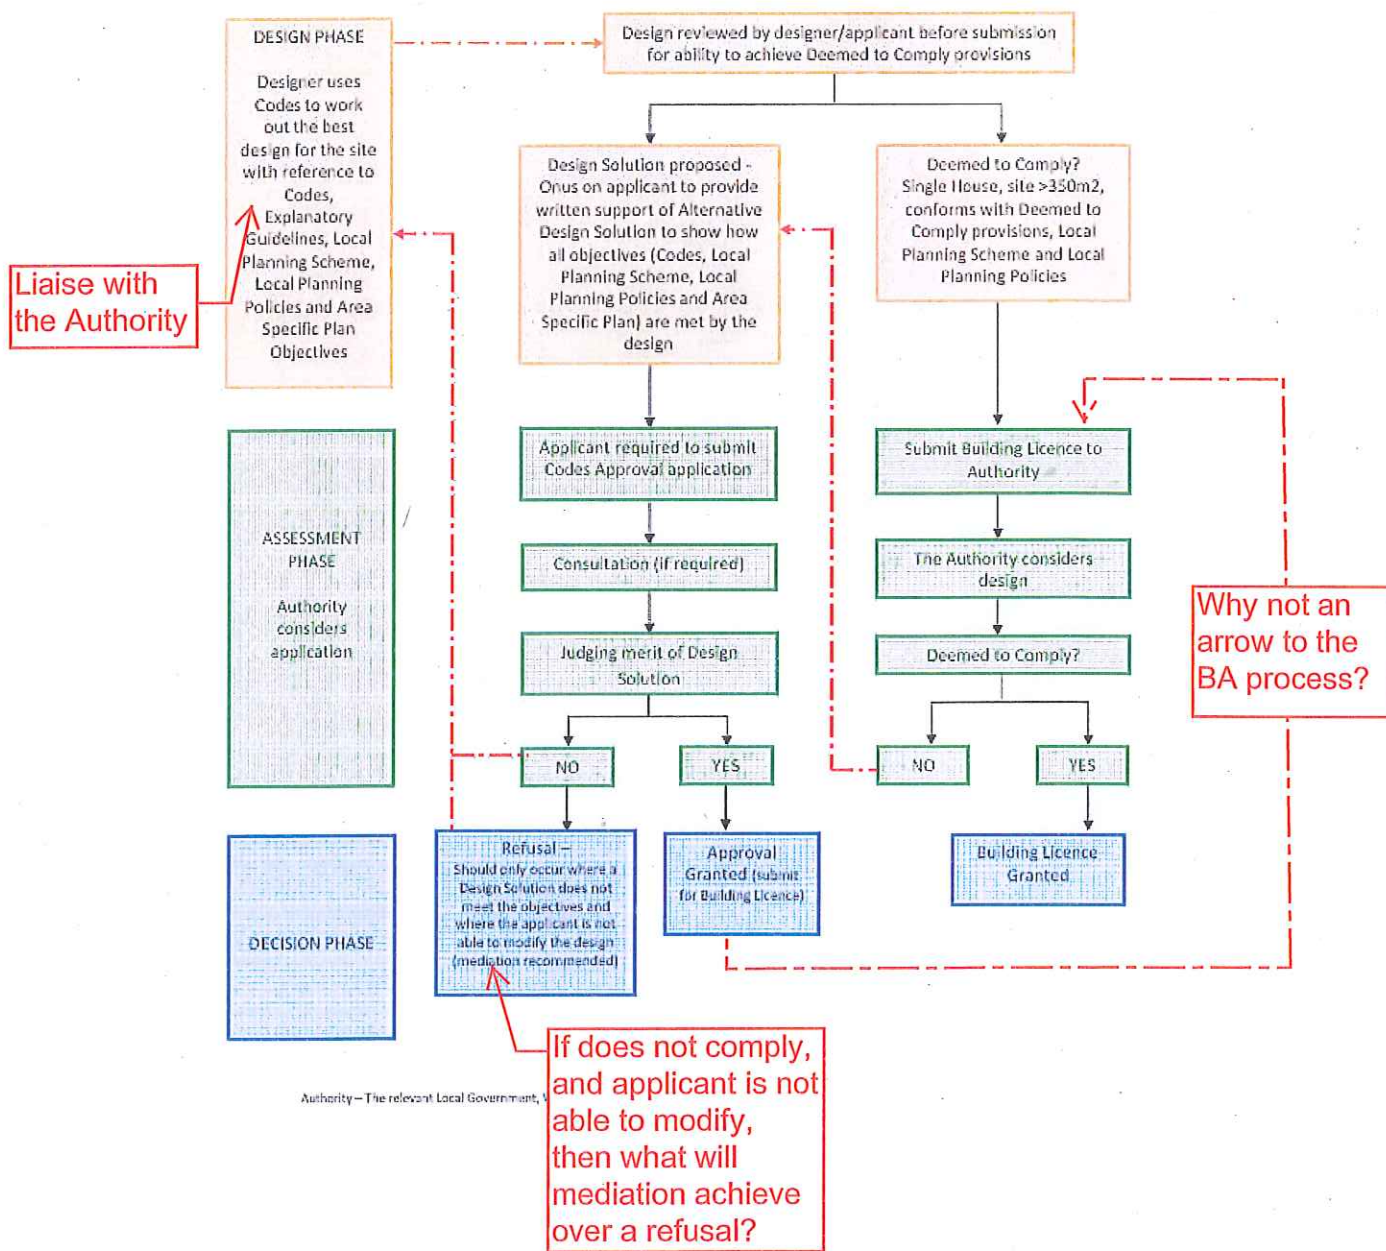 DESIGN PHASE
Designer uses
Codes to work
out the best
design for the site
with reference to
Codes,
Explanatory
Guidelines, Local
Planning Scheme,
Local Planning
Policies and Area
Specific Plan
Objectives
Design reviewed by designer/applicant before submission
for ability to achieve Deemed to Comply provisions
Design Solution proposed -
Onus on applicant to provide
written support of Alternative
Design Solution to show how
all objectives (Codes, Local
Planning Scheme, Local
Planning Policies and Area
Specific Plan) are met by the
design
Deemed to Comply?
Single House, site >350m2,
conforms with Deemed to
Comply provisions, Local
Planning Scheme and Local
Planning Policies
Liaise with
the Authority
ASSESSMENT
PHASE
Authority
considers
application
Applicant required to submit
Codes Approval application
Consultation (if required)
Judging merit of Design
Solution
NO
YES
Submit Building Licence to
Authority
The Authority considers
design
Deemed to Comply?
NO
YES
Why not an
arrow to the
BA process?
DECISION PHASE
Refusal –
Should only occur where a
Design Solution does not
meet the objectives and
where the applicant is not
able to modify the design
(mediation recommended)
Approval
Granted (submit
for Building Licence)
Building Licence
Granted
If does not comply,
and applicant is not
able to modify,
then what will
mediation achieve
over a refusal?
Authority – The relevant Local Government,